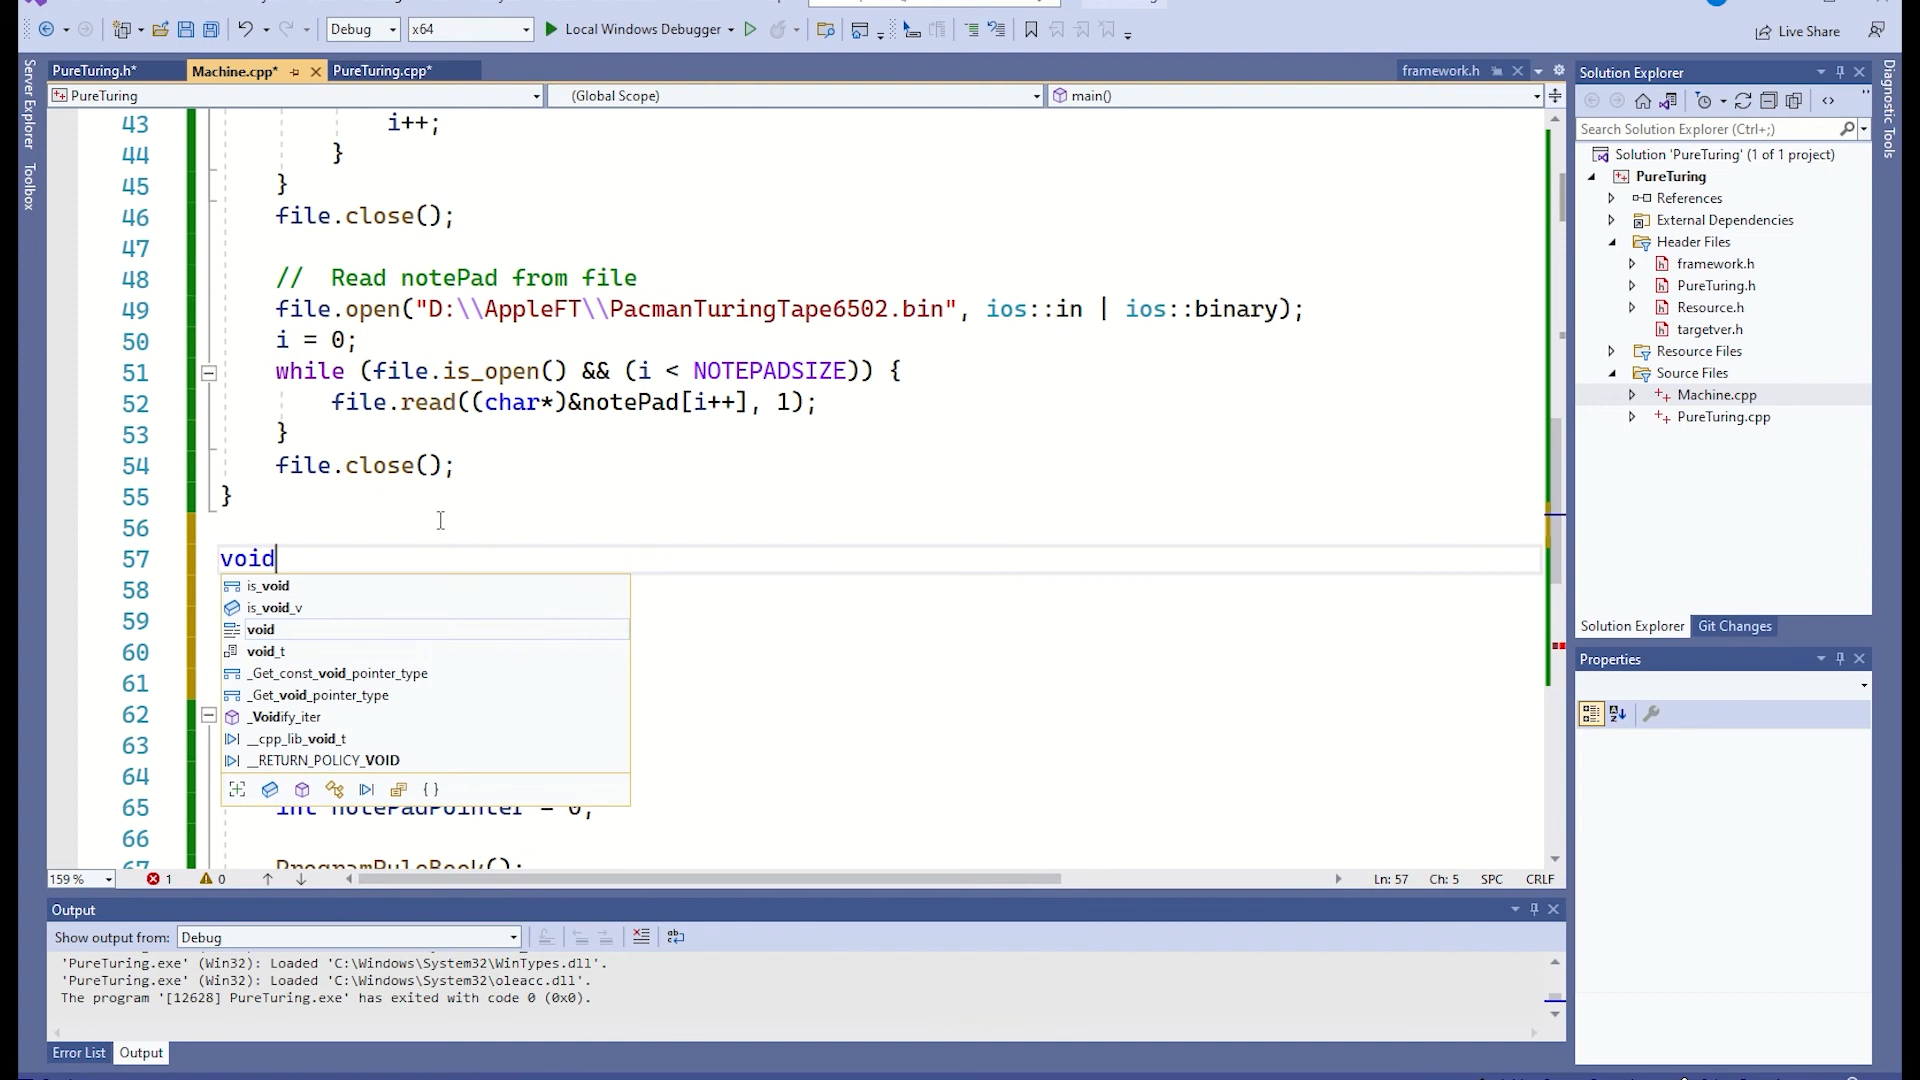 Debug
x64
Local Windows Debugger
Live Share
Server Explorer
Toolbox
PureTuring.h*
Machine.cpp*
PureTuring.cpp*
framework.h
PureTuring
(Global Scope)
main()
43 i++;
44 }
45 }
46 file.close();
47
48 // Read notePad from file
49 file.open("D:\\AppleFT\\PacmanTuringTape6502.bin", ios::in | ios::binary);
50 i = 0;
51 while (file.is_open() && (i < NOTEPADSIZE)) {
52 file.read((char*)&notePad[i++], 1);
53 }
54 file.close();
55 }
56
57 void
58
59
60
61
62
63
64
65 int notePadPointer = 0;
66
67 ProgramRuleBook();
is_void
is_void_v
void
void_t
_Get_const_void_pointer_type
_Get_void_pointer_type
_Voidify_iter
__cpp_lib_void_t
__RETURN_POLICY_VOID
{ }
159 %
1
0
Ln: 57
Ch: 5
SPC
CRLF
Output
Show output from:
Debug
'PureTuring.exe' (Win32): Loaded 'C:\Windows\System32\WinTypes.dll'.
'PureTuring.exe' (Win32): Loaded 'C:\Windows\System32\oleacc.dll'.
The program '[12628] PureTuring.exe' has exited with code 0 (0x0).
Error List
Output
Solution Explorer
Search Solution Explorer (Ctrl+;)
Solution 'PureTuring' (1 of 1 project)
PureTuring
References
External Dependencies
Header Files
framework.h
PureTuring.h
Resource.h
targetver.h
Resource Files
Source Files
Machine.cpp
PureTuring.cpp
Solution Explorer
Git Changes
Properties
Diagnostic Tools